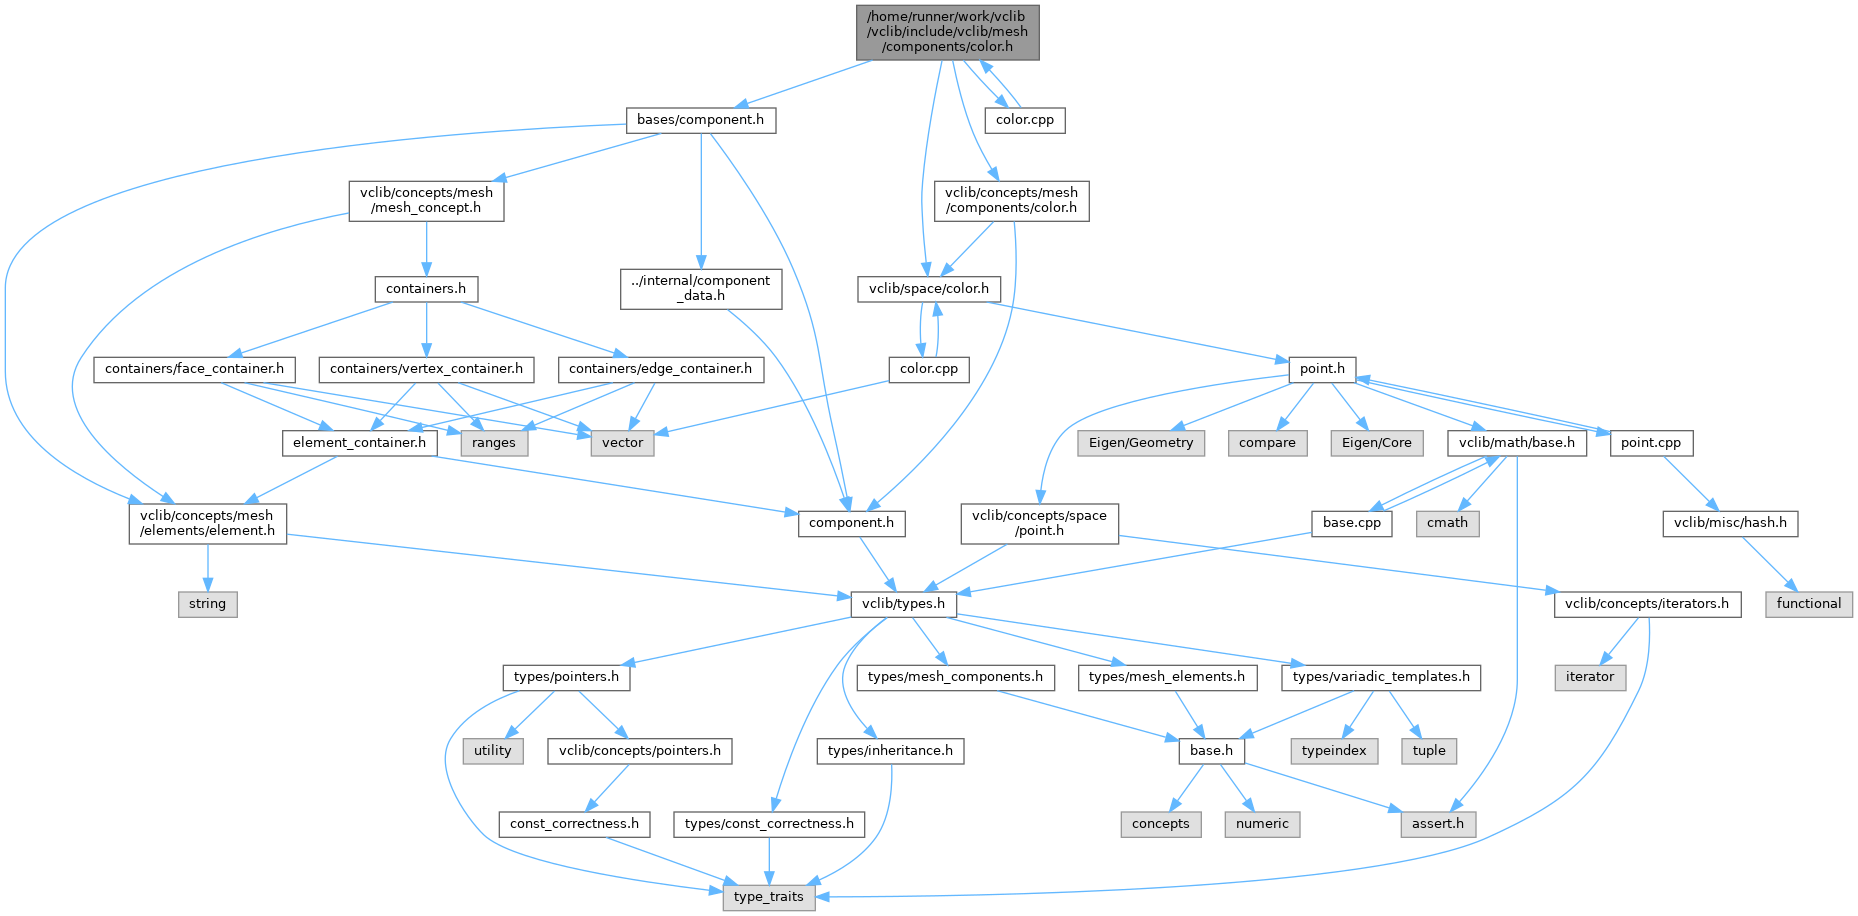 /home/runner/work/vclib
/vclib/include/vclib/mesh
/components/color.h
bases/component.h
color.cpp
vclib/concepts/mesh
/mesh_concept.h
vclib/concepts/mesh
/components/color.h
containers.h
../internal/component
_data.h
vclib/space/color.h
containers/face_container.h
containers/vertex_container.h
containers/edge_container.h
color.cpp
point.h
element_container.h
ranges
vector
Eigen/Geometry
compare
Eigen/Core
vclib/math/base.h
point.cpp
vclib/concepts/mesh
/elements/element.h
component.h
vclib/concepts/space
/point.h
base.cpp
cmath
vclib/misc/hash.h
string
vclib/types.h
vclib/concepts/iterators.h
functional
types/pointers.h
types/mesh_components.h
types/mesh_elements.h
types/variadic_templates.h
iterator
utility
vclib/concepts/pointers.h
types/inheritance.h
base.h
typeindex
tuple
const_correctness.h
types/const_correctness.h
concepts
numeric
assert.h
type_traits